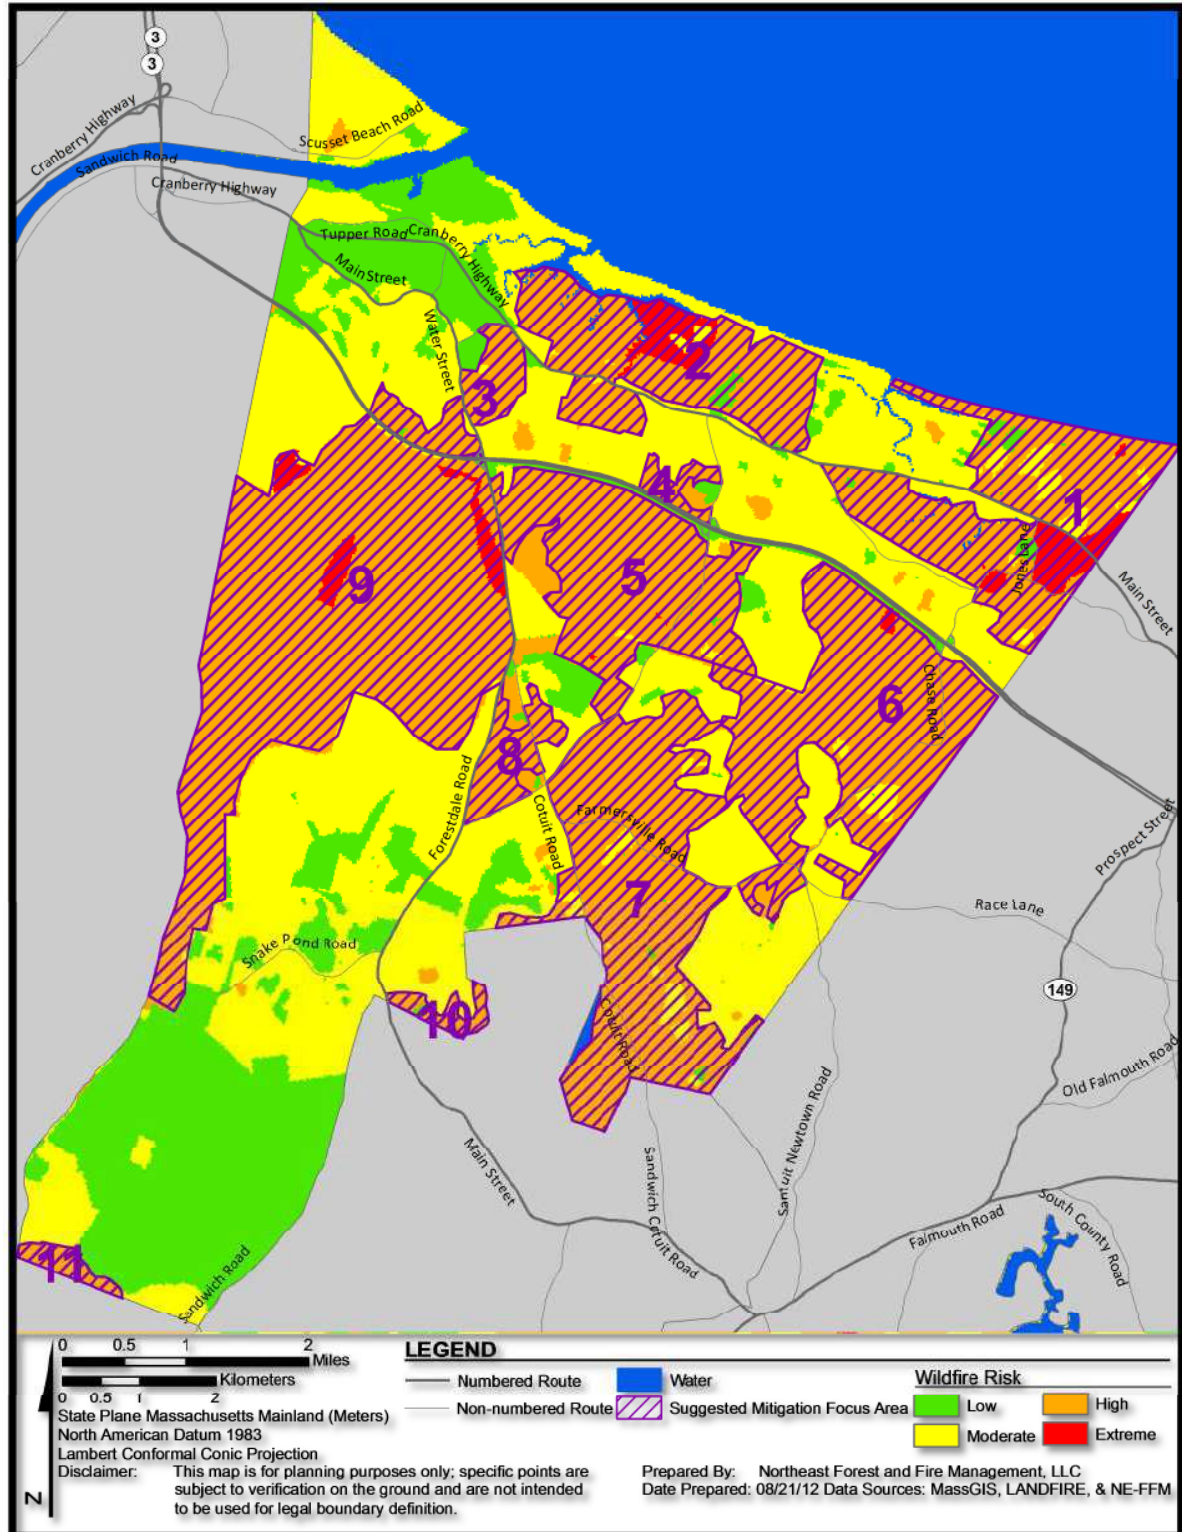 3
3
Cranberry Highway
Scusset Beach Road
Sandwich Road
Cranberry Highway
Tupper Road
Cranberry Highway
Main Street
Water Street
2
3
4
1
Jones Lane
Main Street
5
9
Chase Road
6
8
Forestdale Road
Cotuit Road
Farmersville Road
Prospect Street
7
Race Lane
Snake Pond Road
149
10
Cotuit Road
Old Falmouth Road
Main Street
Sandwich Cotuit Road
Santuit Newtown Road
South County Road
Falmouth Road
11
Sandwich Road
0 0.5 1 2 Miles
Kilometers
0 0.5 1 2
State Plane Massachusetts Mainland (Meters)
North American Datum 1983
Lambert Conformal Conic Projection
Disclaimer: This map is for planning purposes only; specific points are
subject to verification on the ground and are not intended
to be used for legal boundary definition.
N
LEGEND
Numbered Route
Non-numbered Route
Water
Suggested Mitigation Focus Area
Wildfire Risk
Low
High
Moderate
Extreme
Prepared By: Northeast Forest and Fire Management, LLC
Date Prepared: 08/21/12 Data Sources: MassGIS, LANDFIRE, & NE-FFM